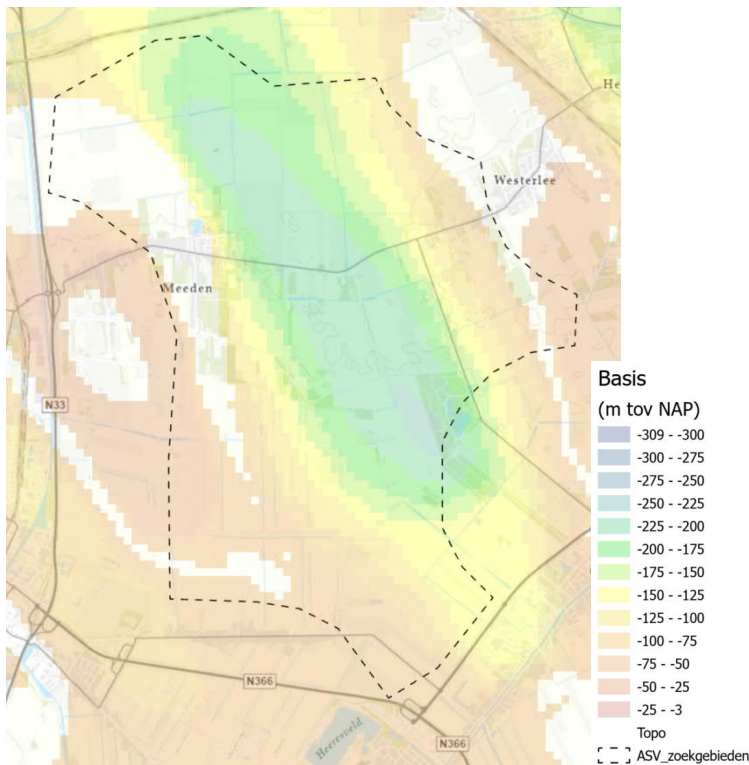 He
Westerlee
Meeden
N33
N366
N366
Heeresveld
Basis
(m tov NAP)
-309 - -300
-300 - -275
-275 - -250
-250 - -225
-225 - -200
-200 - -175
-175 - -150
-150 - -125
-125 - -100
-100 - -75
-75 - -50
-50 - -25
-25 - -3
Topo
ASV_zoekgebieden